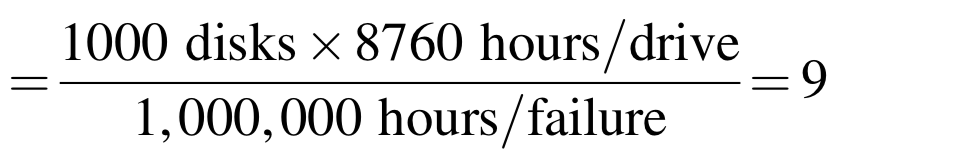 = 1000 disks × 8760 hours/drive
1,000,000 hours/failure = 9